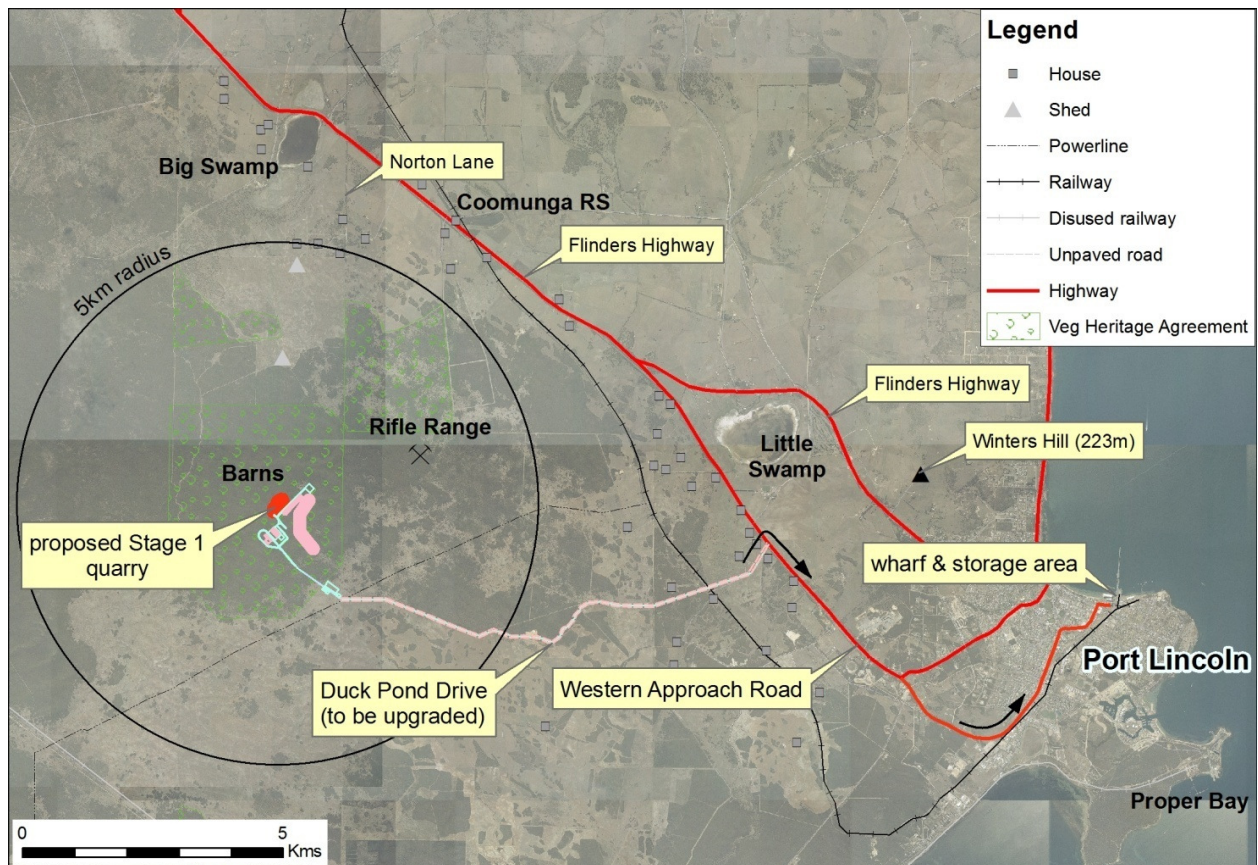 Legend
House
Shed
Powerline
Railway
Disused railway
Unpaved road
Highway
Veg Heritage Agreement
Big Swamp
Norton Lane
Coomunga RS
Flinders Highway
5km radius
Flinders Highway
Rifle Range
Little
Swamp
Winters Hill (223m)
Barns
proposed Stage 1
quarry
wharf & storage area
Port Lincoln
Duck Pond Drive
(to be upgraded)
Western Approach Road
Proper Bay
0 5
Kms